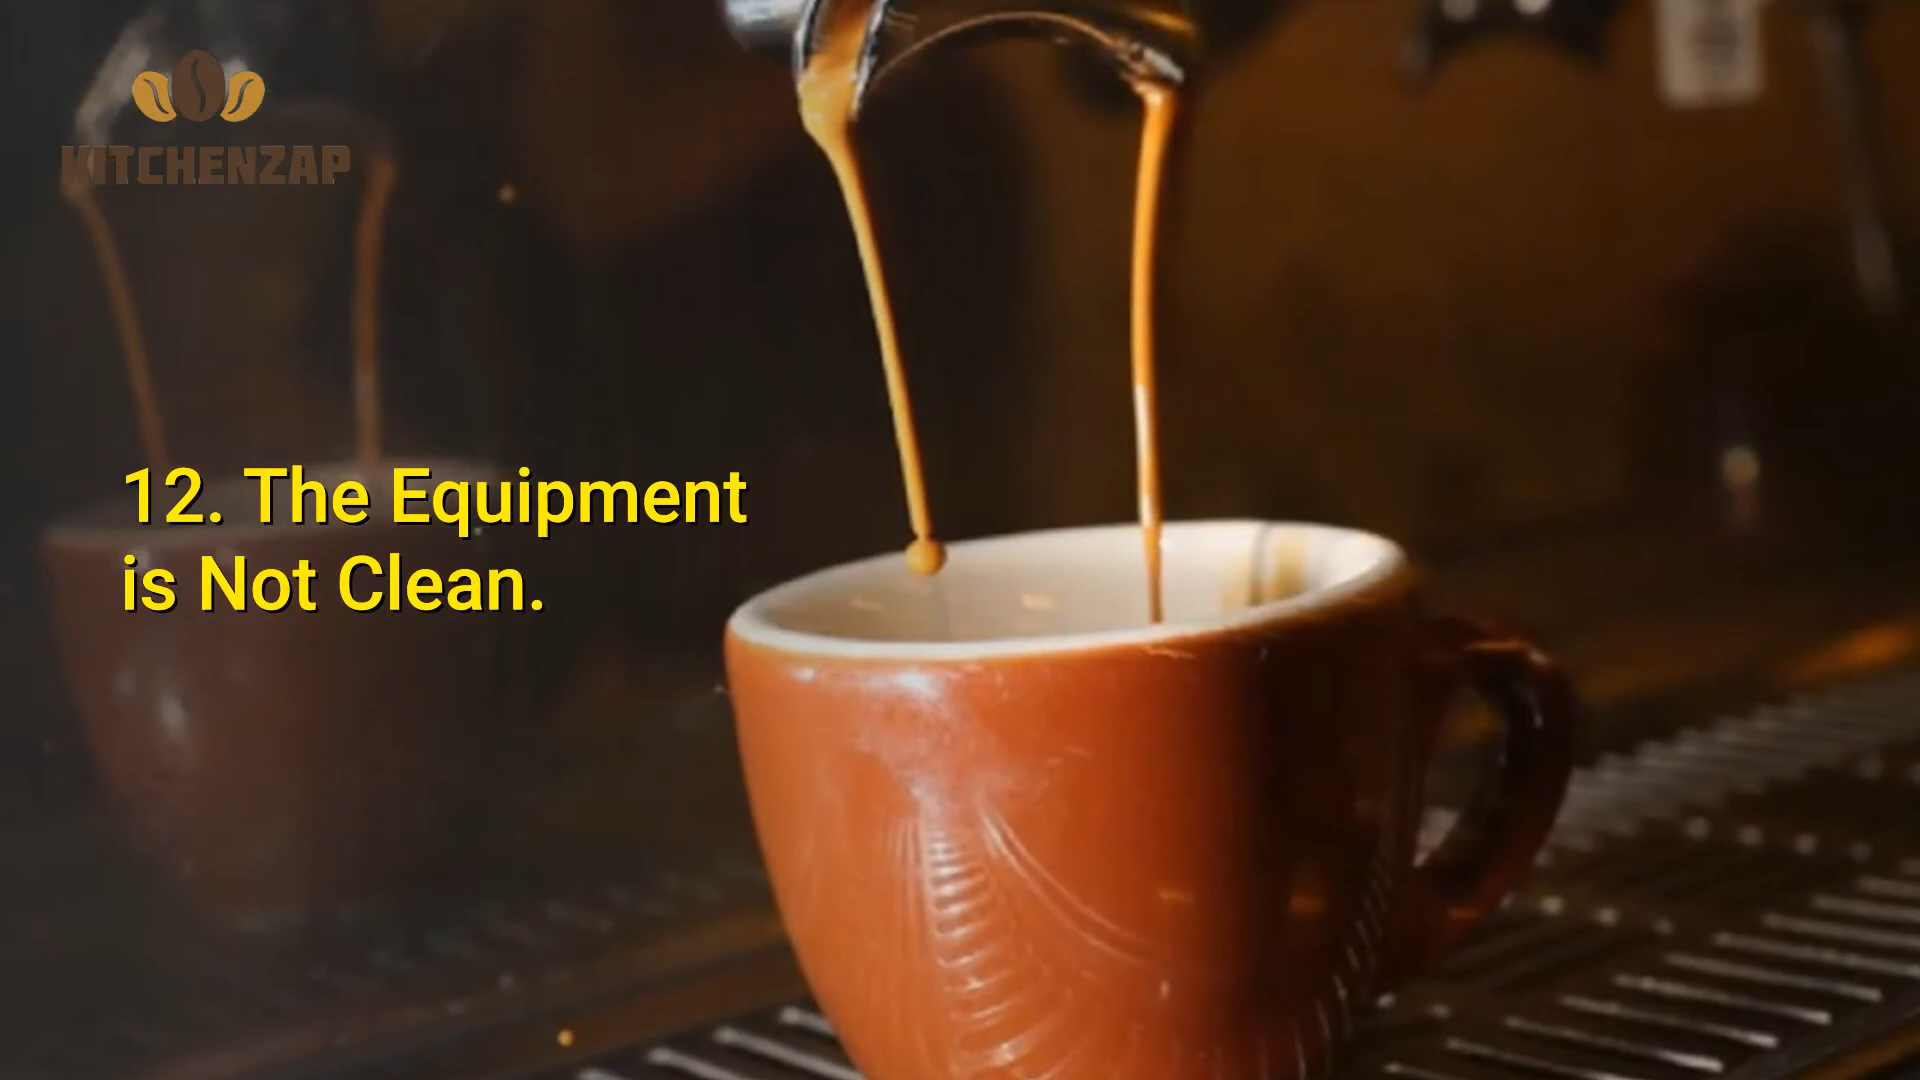 KITCHENZAP
12. The Equipment
is Not Clean.